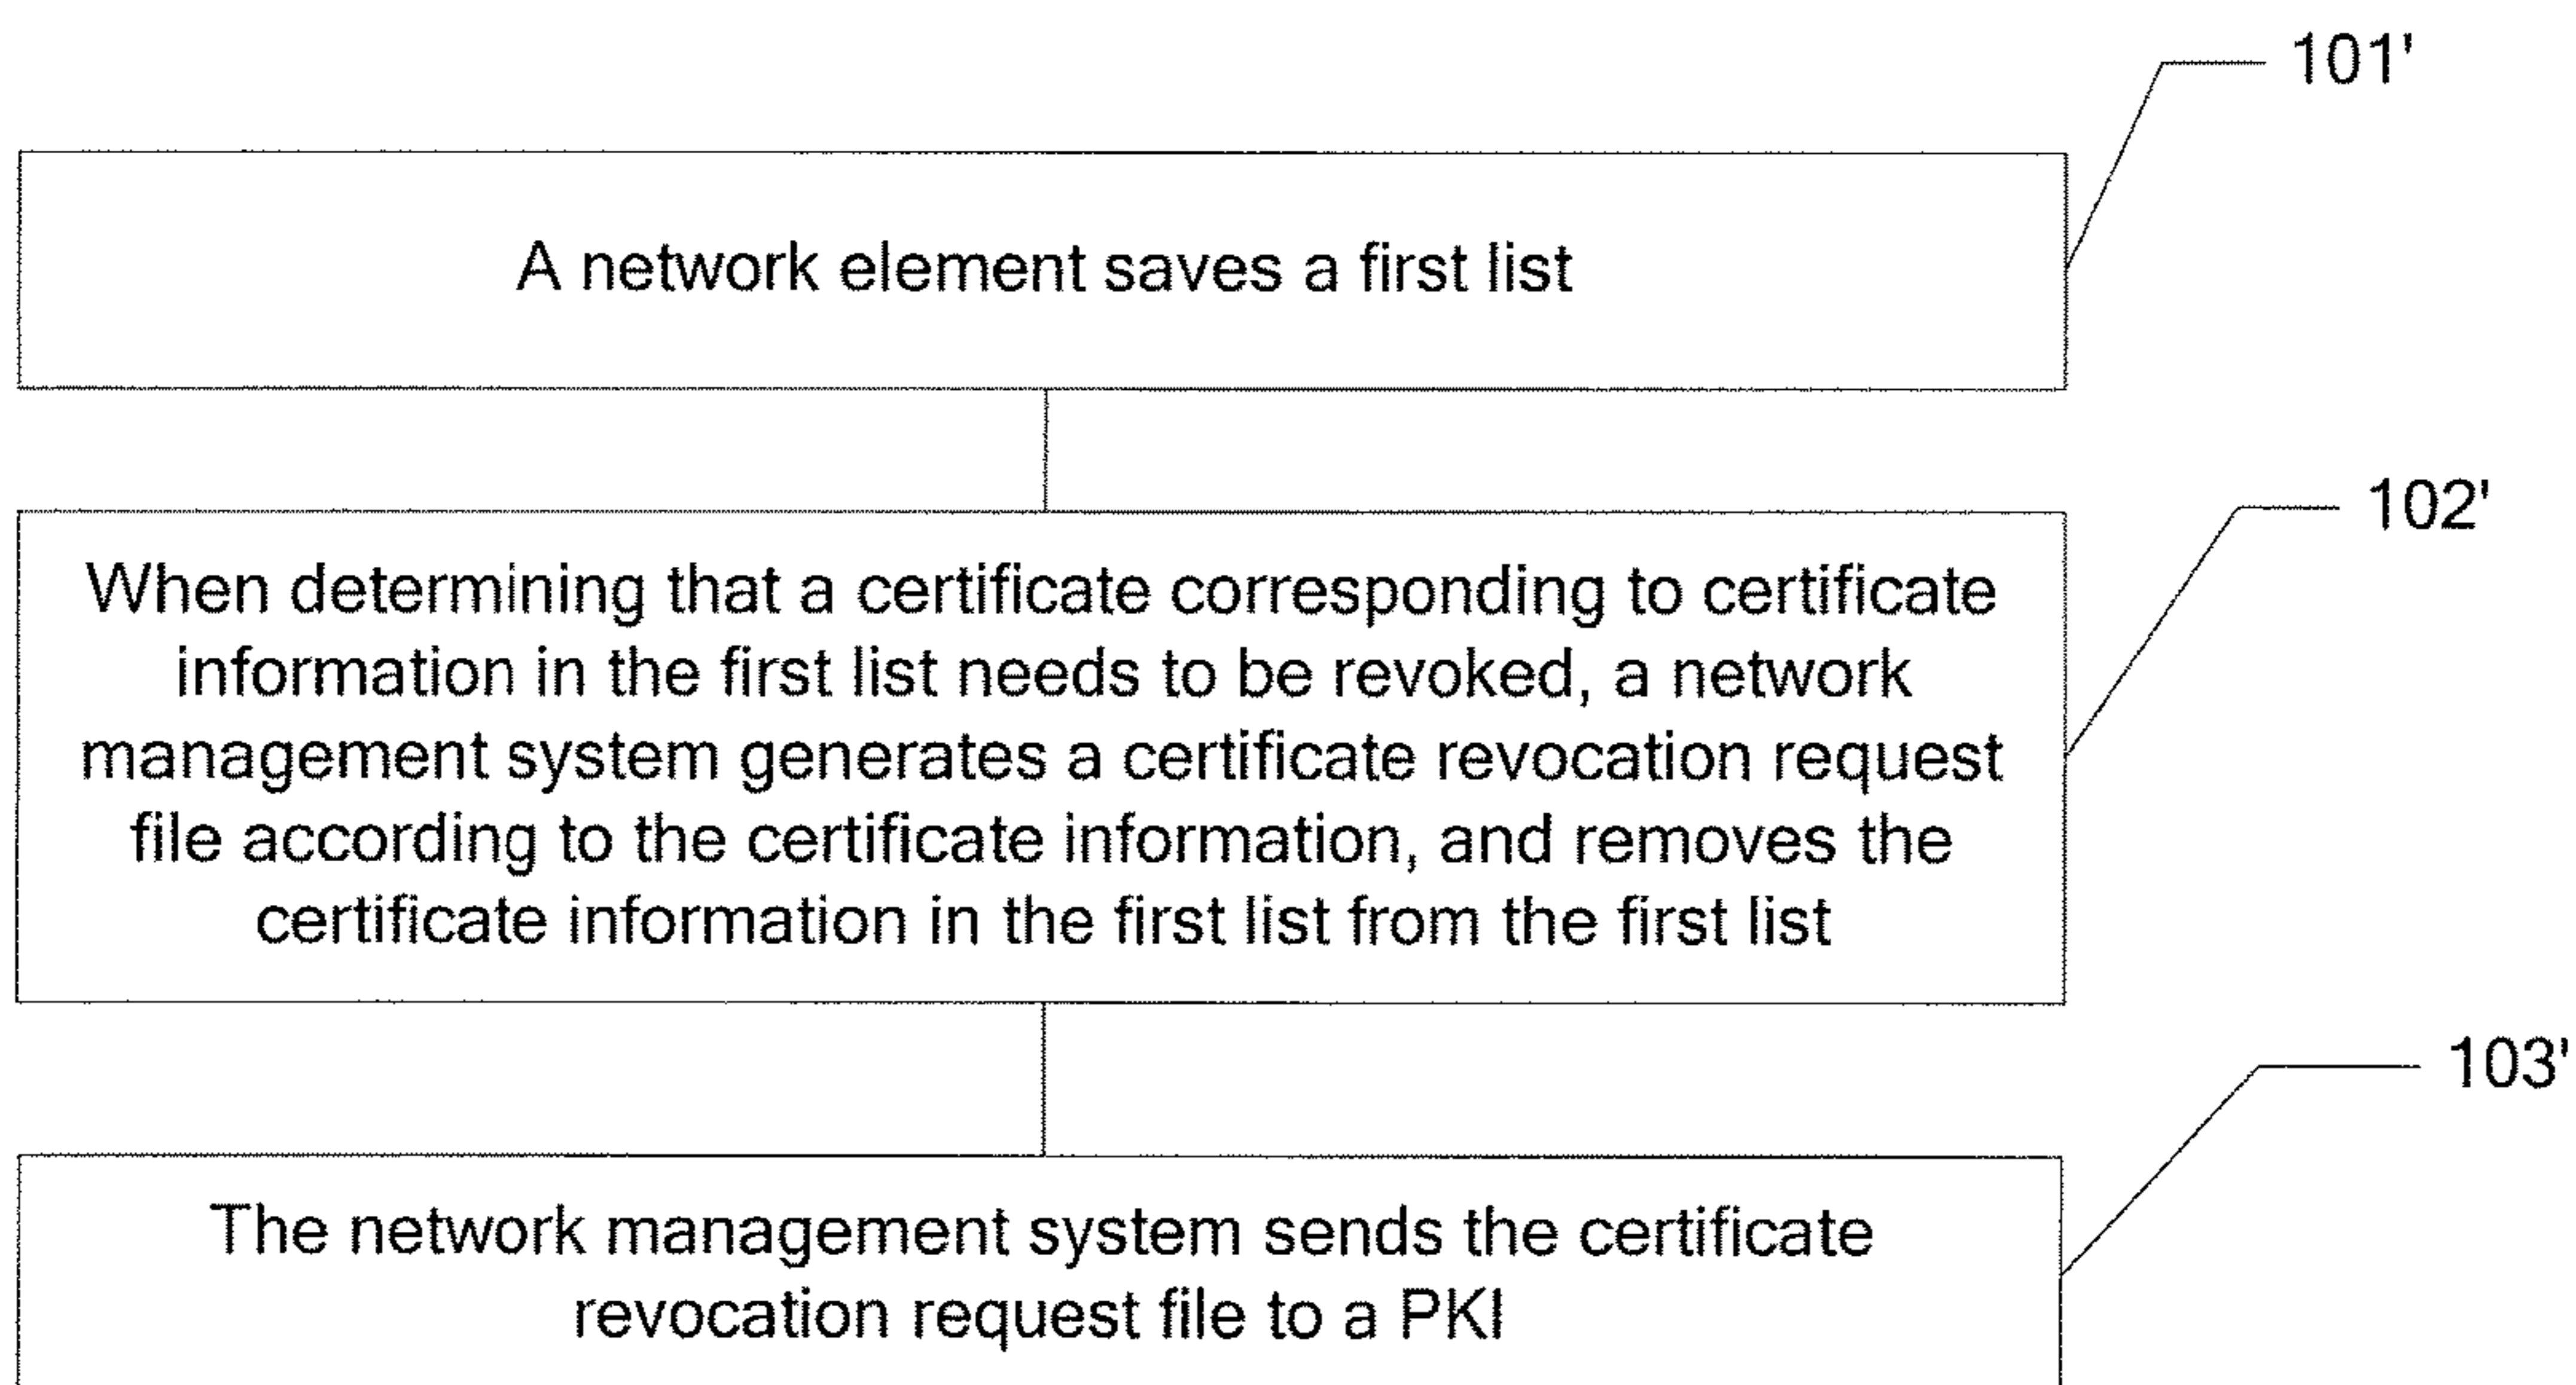 101'
A network element saves a first list
102'
When determining that a certificate corresponding to certificate
information in the first list needs to be revoked, a network
management system generates a certificate revocation request
file according to the certificate information, and removes the
certificate information in the first list from the first list
103'
The network management system sends the certificate
revocation request file to a PKI